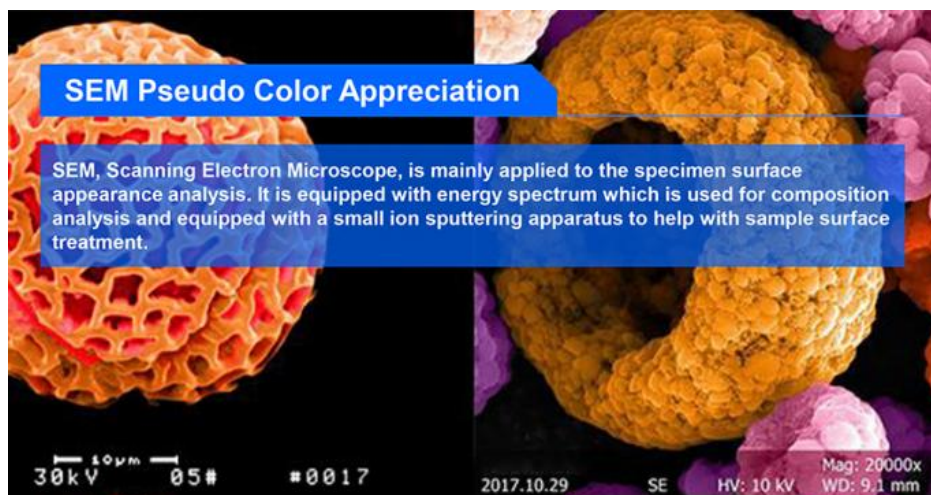 SEM Pseudo Color Appreciation
SEM, Scanning Electron Microscope, is mainly applied to the specimen surface
appearance analysis. It is equipped with energy spectrum which is used for composition
analysis and equipped with a small ion sputtering apparatus to help with sample surface
treatment.
10μm
30kV 05# #0017
Mag: 20000x
2017.10.29 SE HV: 10 kV WD: 9.1 mm